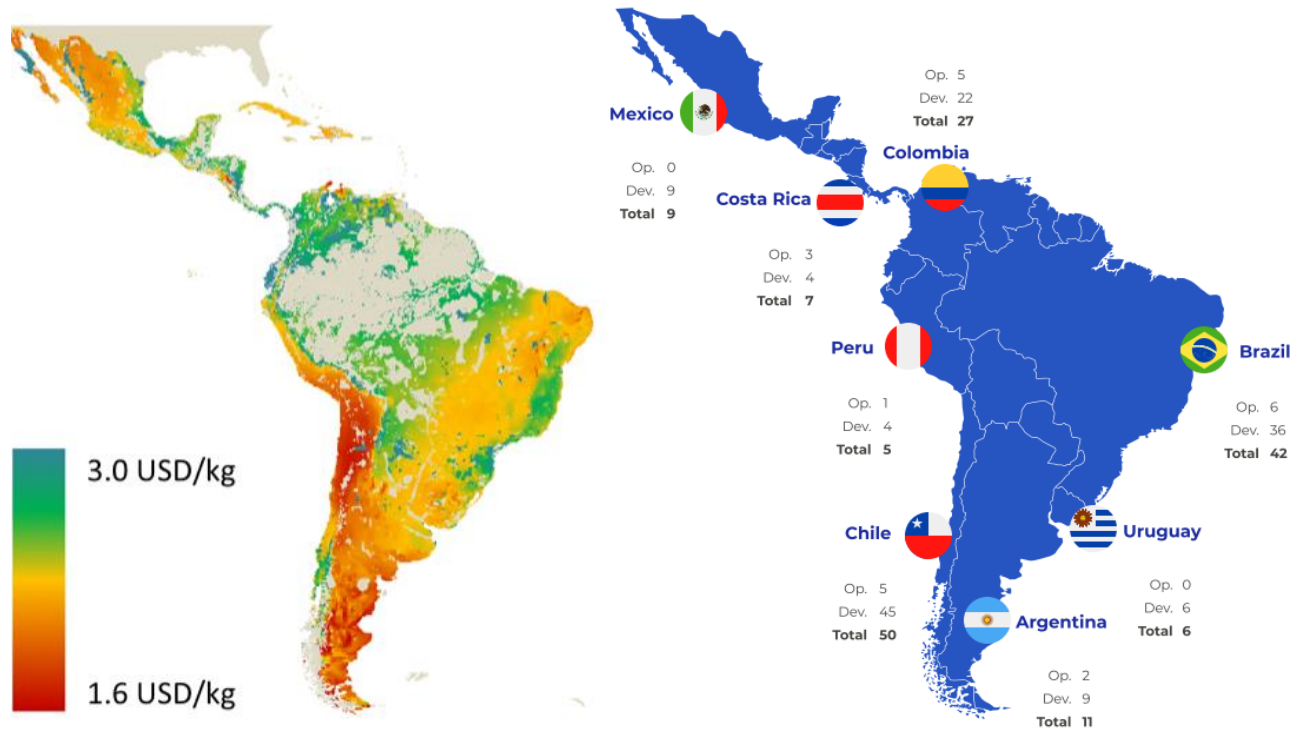 3.0 USD/kg
1.6 USD/kg
Mexico
Op. 0
Dev. 9
Total 9
Op. 5
Dev. 22
Total 27
Colombia
Costa Rica
Op. 3
Dev. 4
Total 7
Peru
Op. 1
Dev. 4
Total 5
Brazil
Op. 6
Dev. 36
Total 42
Chile
Op. 5
Dev. 45
Total 50
Uruguay
Op. 0
Dev. 6
Total 6
Argentina
Op. 2
Dev. 9
Total 11